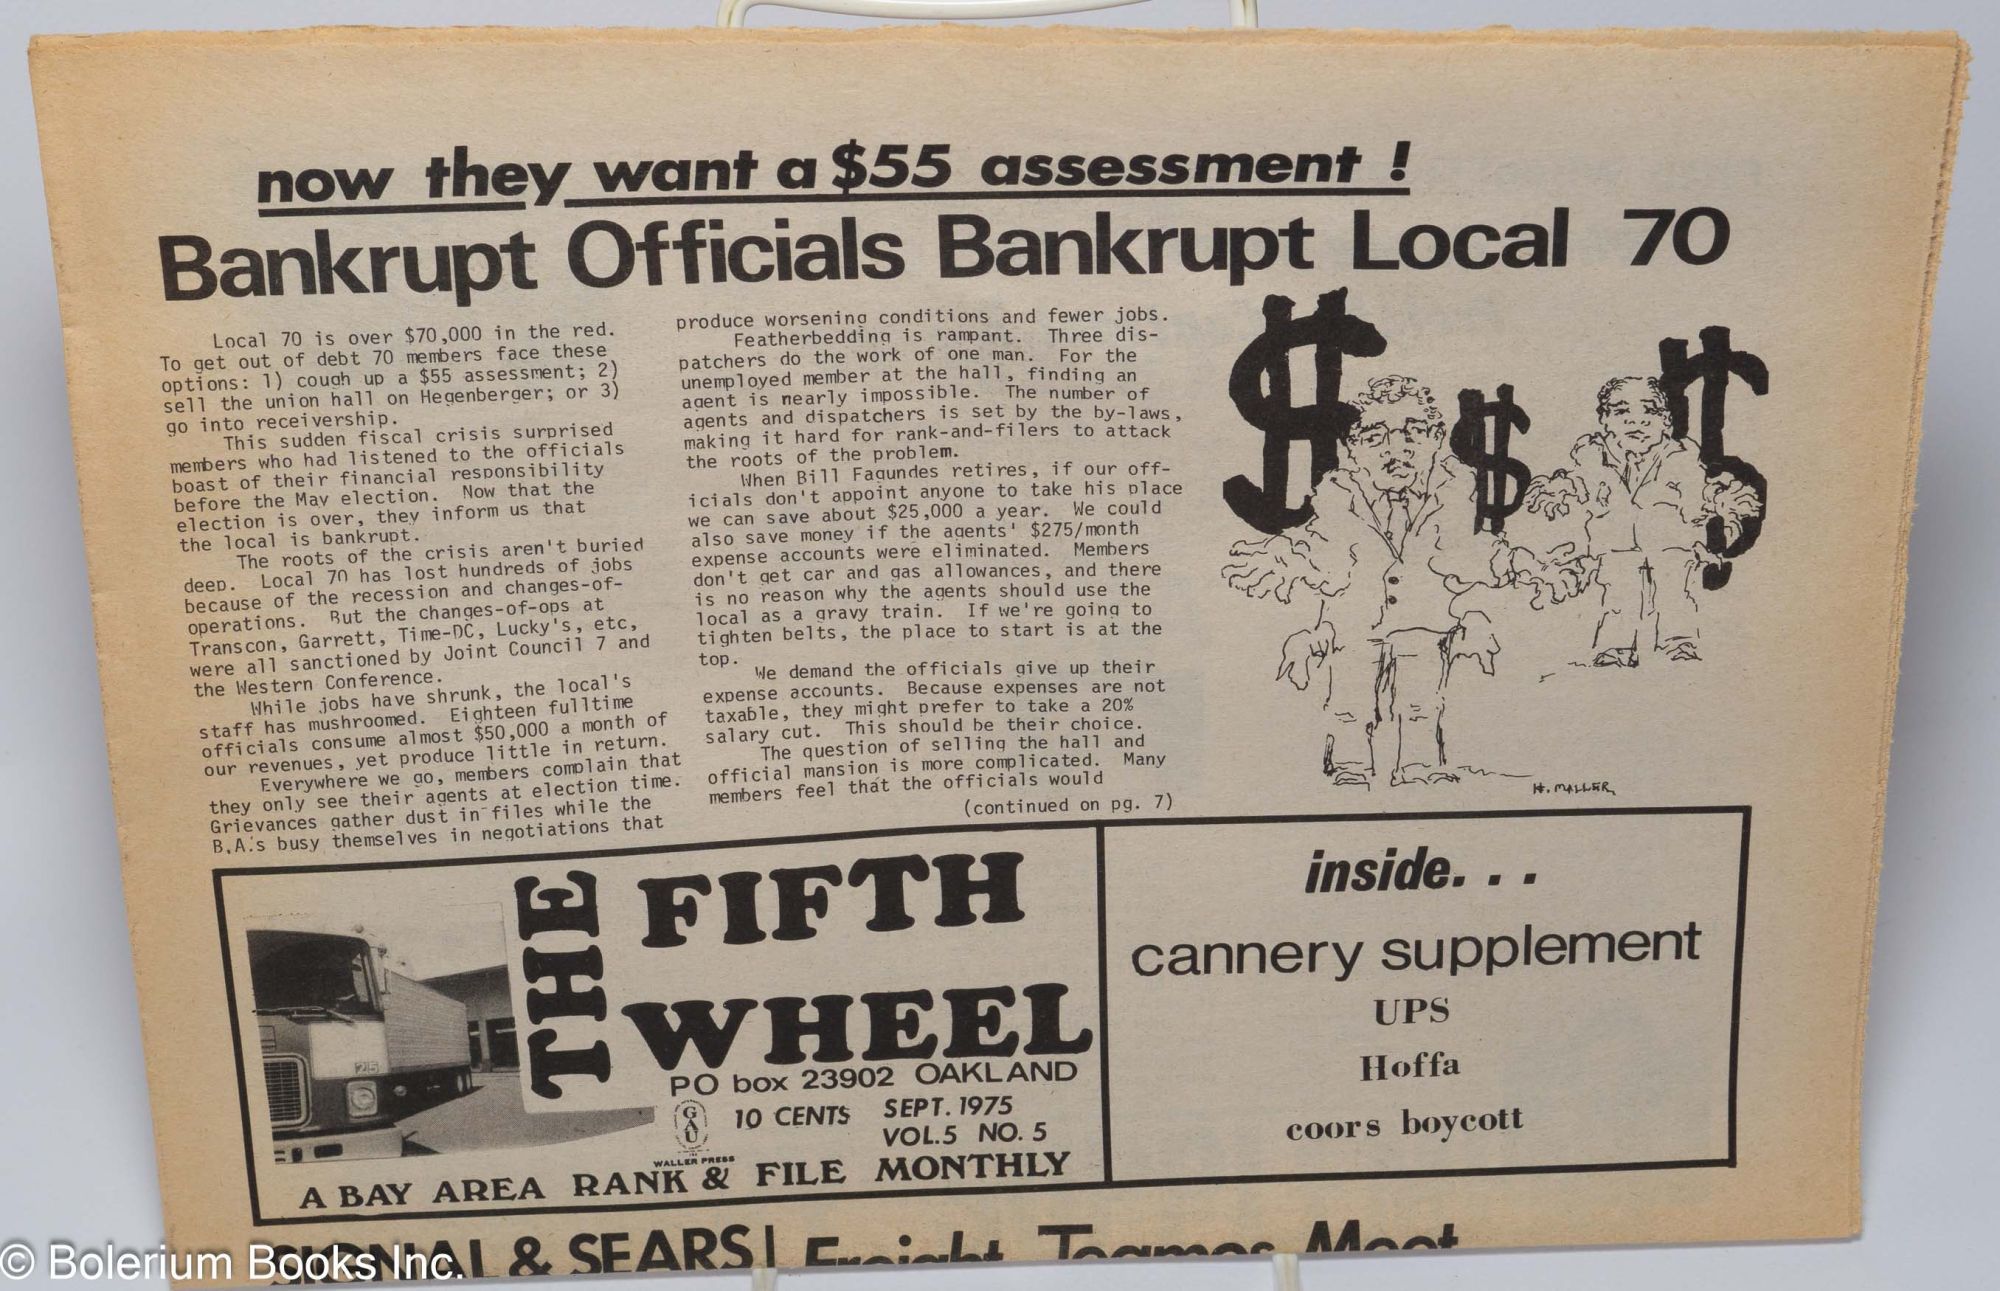 now they want a $55 assessment !
Bankrupt Officials Bankrupt Local 70
Local 70 is over $70,000 in the red.
To get out of debt 70 members face these
options: 1) cough up a $55 assessment; 2)
sell the union hall on Hegenberger; or 3)
go into receivership.
This sudden fiscal crisis surprised
members who had listened to the officials
boast of their financial responsibility
before the May election. Now that the
election is over, they inform us that
the local is bankrupt.
The roots of the crisis aren't buried
deep. Local 70 has lost hundreds of jobs
because of the recession and changes-of-
operations. But the changes-of-ops at
Transcon, Garrett, Time-DC, Lucky's, etc,
were all sanctioned by Joint Council 7 and
the Western Conference.
While jobs have shrunk, the local's
staff has mushroomed. Eighteen fulltime
officials consume almost $50,000 a month of
our revenues, yet produce little in return.
Everywhere we go, members complain that
they only see their agents at election time.
Grievances gather dust in files while the
B.A.'s busy themselves in negotiations that
produce worsening conditions and fewer jobs.
Featherbedding is rampant. Three dis-
patchers do the work of one man. For the
unemployed member at the hall, finding an
agent is nearly impossible. The number of
agents and dispatchers is set by the by-laws,
making it hard for rank-and-filers to attack
the roots of the problem.
When Bill Fagundes retires, if our off-
icials don't appoint anyone to take his place
we can save about $25,000 a year. We could
also save money if the agents' $275/month
expense accounts were eliminated. Members
don't get car and gas allowances, and there
is no reason why the agents should use the
local as a gravy train. If we're going to
tighten belts, the place to start is at the
top.
We demand the officials give up their
expense accounts. Because expenses are not
taxable, they might prefer to take a 20%
salary cut. This should be their choice.
The question of selling the hall and
official mansion is more complicated. Many
members feel that the officials would
(continued on pg. 7)
H. MALLER
THE FIFTH WHEEL
PO box 23902 OAKLAND
GAU
10 CENTS SEPT. 1975
VOL.5 NO. 5
WALLER PRESS
A BAY AREA RANK & FILE MONTHLY
inside. . .
cannery supplement
UPS
Hoffa
coors boycott
SIGNAL & SEARS
Freight Teames Meet
© Bolerium Books Inc.